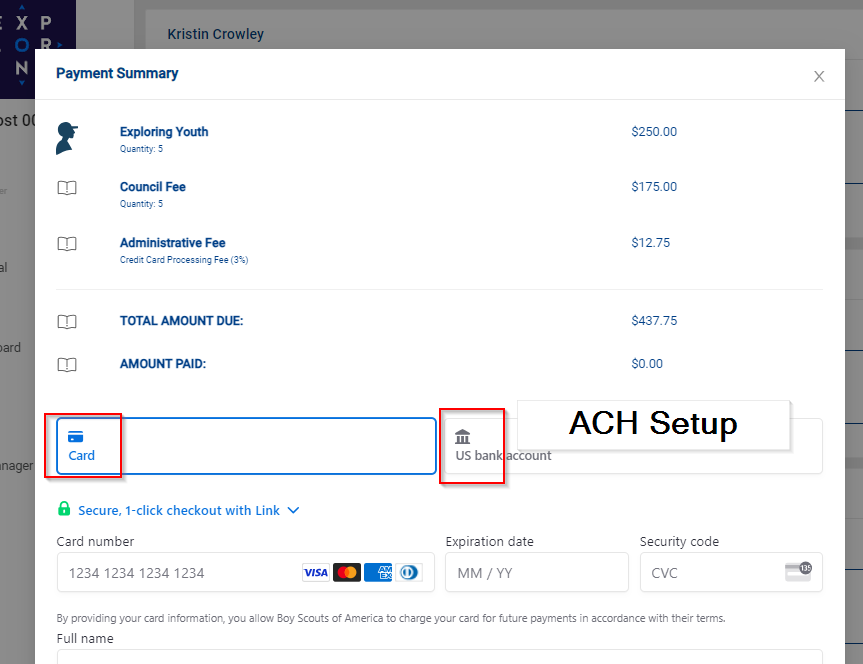 E X P
O R
N
Kristin Crowley
Payment Summary
ost 00
Exploring Youth $250.00
Quantity: 5
Council Fee $175.00
Quantity: 5
Administrative Fee $12.75
Credit Card Processing Fee (3%)
TOTAL AMOUNT DUE: $437.75
AMOUNT PAID: $0.00
oard
ACH Setup
Card US bank account
anager
Secure, 1-click checkout with Link
Card number Expiration date Security code
1234 1234 1234 1234 VISA AM EX MM / YY CVC 135
By providing your card information, you allow Boy Scouts of America to charge your card for future payments in accordance with their terms.
Full name